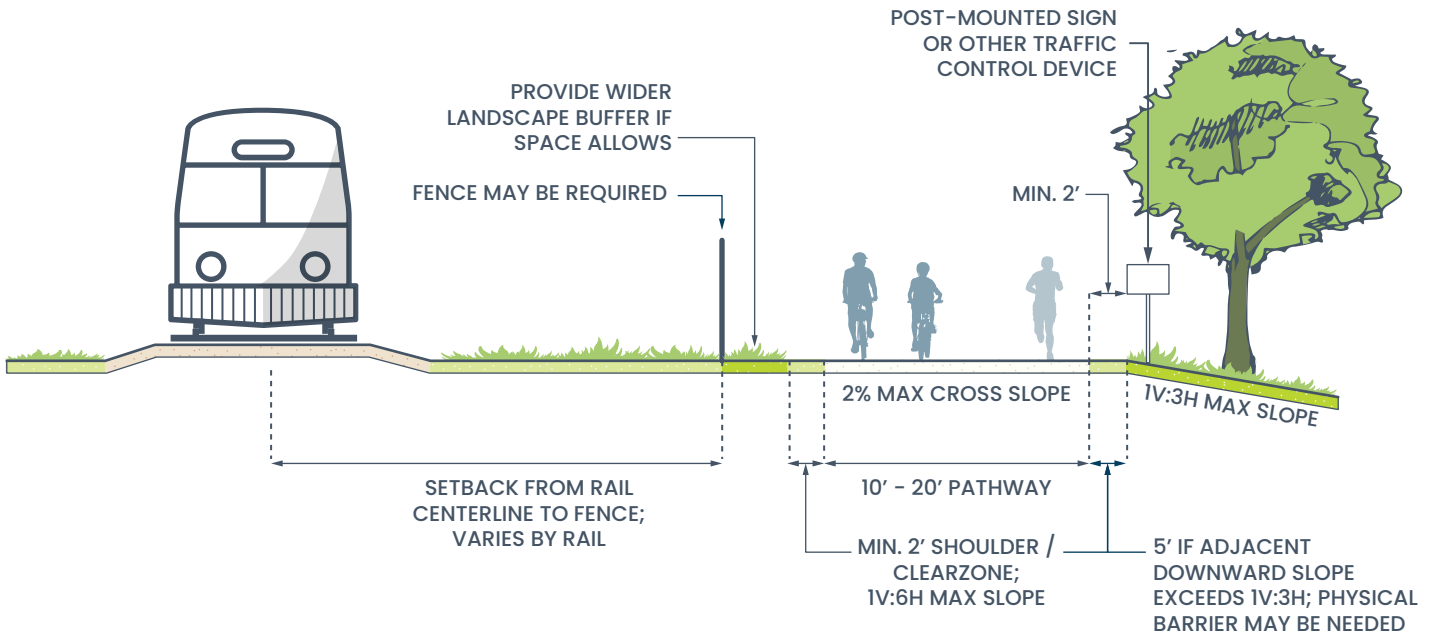 POST-MOUNTED SIGN
OR OTHER TRAFFIC
CONTROL DEVICE
PROVIDE WIDER
LANDSCAPE BUFFER IF
SPACE ALLOWS
FENCE MAY BE REQUIRED
MIN. 2’
2% MAX CROSS SLOPE
1V:3H MAX SLOPE
SETBACK FROM RAIL
CENTERLINE TO FENCE;
VARIES BY RAIL
10’ - 20’ PATHWAY
MIN. 2’ SHOULDER /
CLEARZONE;
1V:6H MAX SLOPE
5’ IF ADJACENT
DOWNWARD SLOPE
EXCEEDS 1V:3H; PHYSICAL
BARRIER MAY BE NEEDED